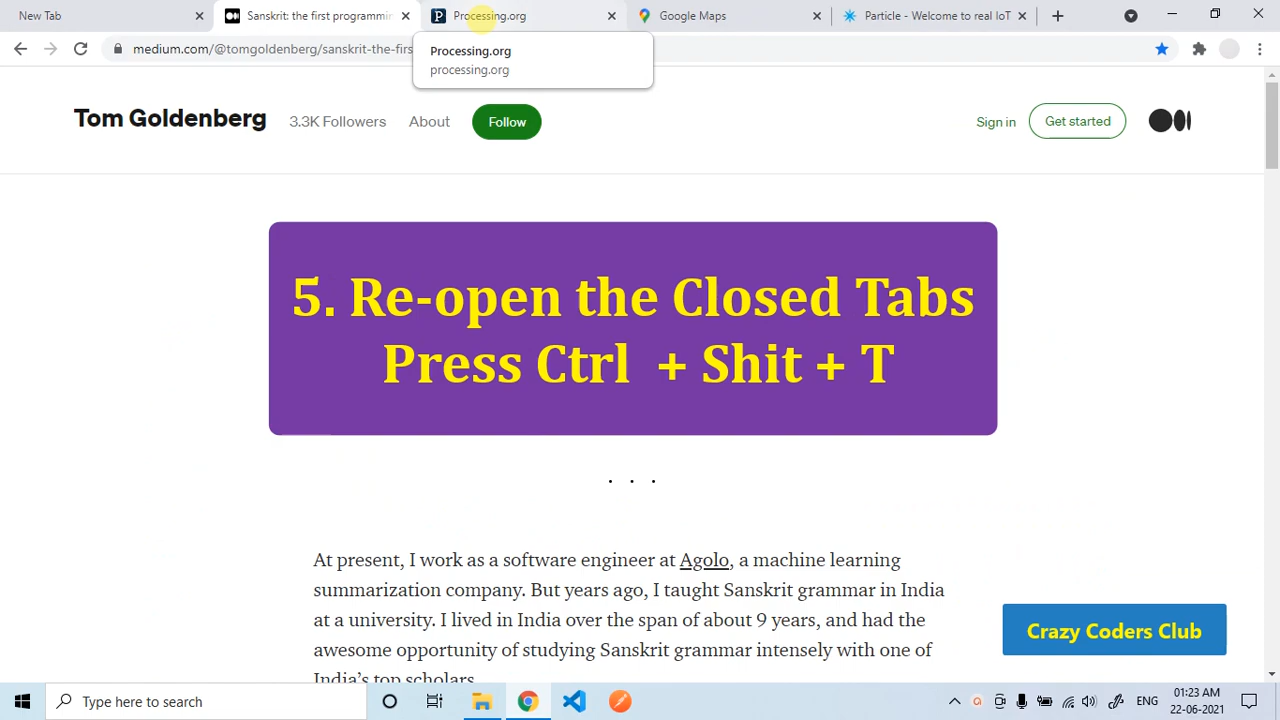 New Tab
Sanskrit: the first programmin
Processing.org
Google Maps
Particle - Welcome to real IoT
medium.com/@tomgoldenberg/sanskrit-the-firs
Processing.org
processing.org
Tom Goldenberg
3.3K Followers
About
Follow
Sign in
Get started
5. Re-open the Closed Tabs
Press Ctrl + Shit + T
. . .
At present, I work as a software engineer at Agolo, a machine learning
summarization company. But years ago, I taught Sanskrit grammar in India
at a university. I lived in India over the span of about 9 years, and had the
awesome opportunity of studying Sanskrit grammar intensely with one of
India's top scholars.
Crazy Coders Club
Type here to search
ENG
01:23 AM
22-06-2021